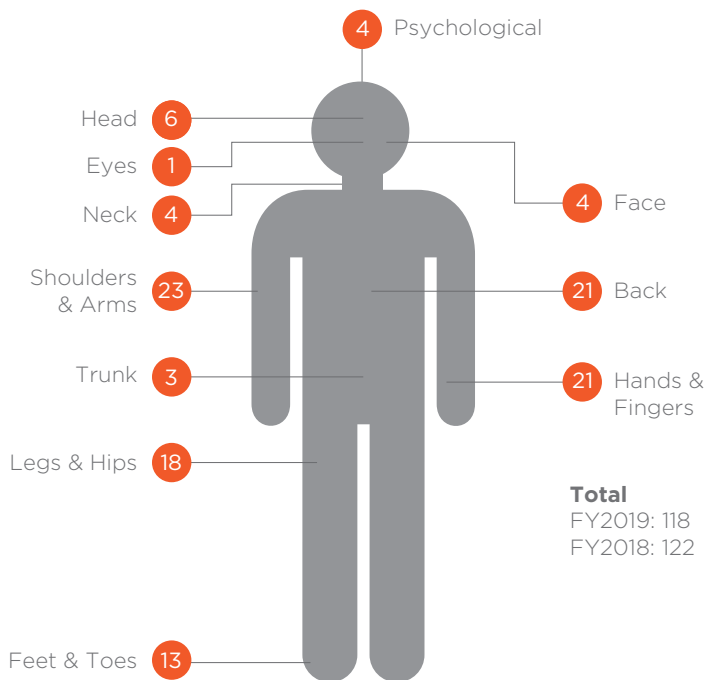 4 Psychological
Head 6
Eyes 1
Neck 4
4 Face
Shoulders
& Arms 23
21 Back
Trunk 3
21 Hands &
Fingers
Legs & Hips 18
Total
FY2019: 118
FY2018: 122
Feet & Toes 13